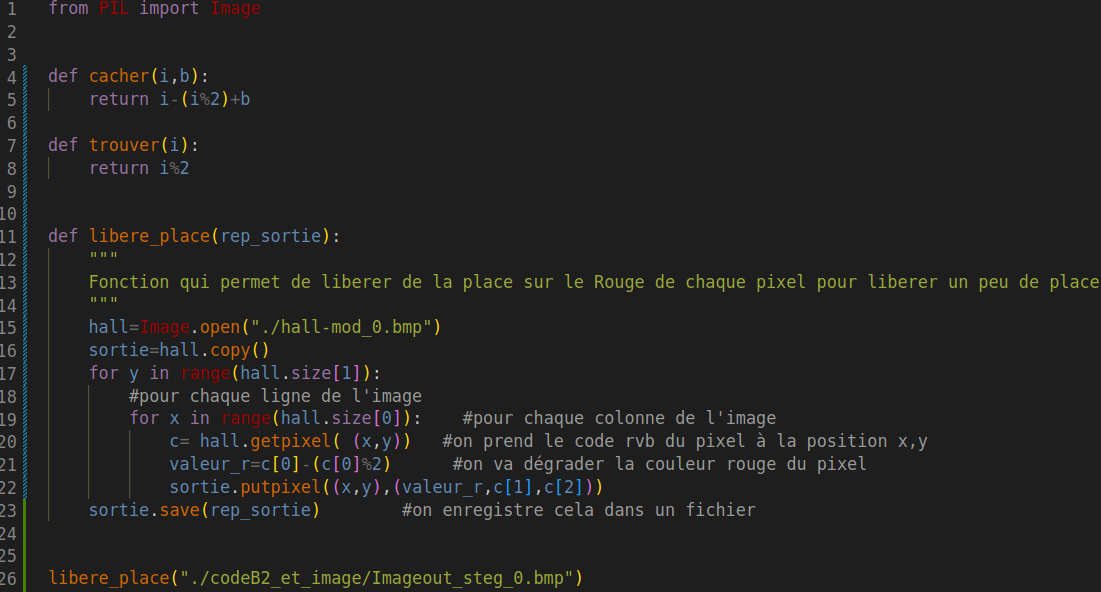 1 from PIL import Image
2
3
4 def cacher(i,b):
5     return i-(i%2)+b
6
7 def trouver(i):
8     return i%2
9
10
11 def libere_place(rep_sortie):
12     """
13     Fonction qui permet de liberer de la place sur le Rouge de chaque pixel pour liberer un peu de place
14     """
15     hall=Image.open("./hall-mod_0.bmp")
16     sortie=hall.copy()
17     for y in range(hall.size[1]):
18         #pour chaque ligne de l'image
19         for x in range(hall.size[0]):    #pour chaque colonne de l'image
20             c= hall.getpixel( (x,y))   #on prend le code rvb du pixel à la position x,y
21             valeur_r=c[0]-(c[0]%2)      #on va dégrader la couleur rouge du pixel
22             sortie.putpixel((x,y),(valeur_r,c[1],c[2]))
23     sortie.save(rep_sortie)        #on enregistre cela dans un fichier
24
25
26 libere_place("./codeB2_et_image/Imageout_steg_0.bmp")